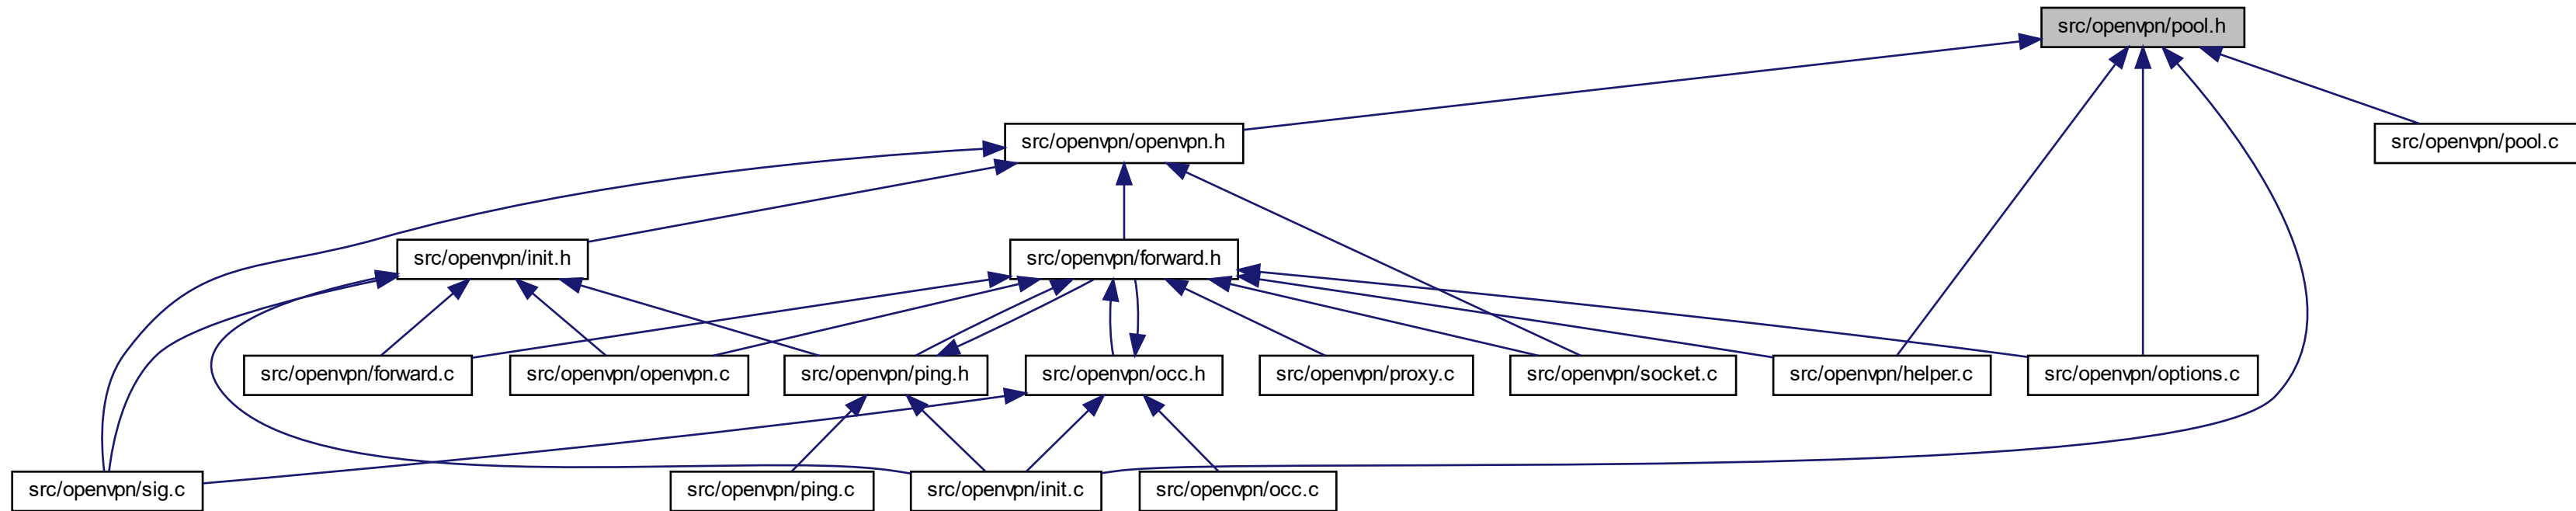 src/openvpn/pool.h
src/openvpn/openvpn.h
src/openvpn/pool.c
src/openvpn/init.h
src/openvpn/forward.h
src/openvpn/forward.c
src/openvpn/openvpn.c
src/openvpn/ping.h
src/openvpn/occ.h
src/openvpn/proxy.c
src/openvpn/socket.c
src/openvpn/helper.c
src/openvpn/options.c
src/openvpn/sig.c
src/openvpn/ping.c
src/openvpn/init.c
src/openvpn/occ.c